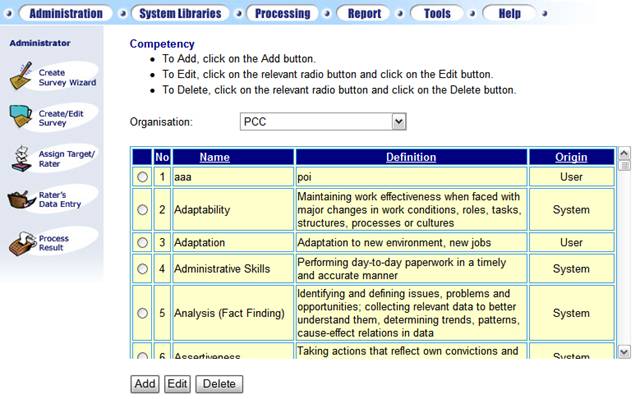 Administration System Libraries Processing Report Tools Help
Administrator
Create
Survey Wizard
Create/Edit
Survey
Assign Target/
Rater
Rater's
Data Entry
Process
Result
Competency
To Add, click on the Add button.
To Edit, click on the relevant radio button and click on the Edit button.
To Delete, click on the relevant radio button and click on the Delete button.
Organisation: PCC
No Name Definition Origin
1 aaa poi User
2 Adaptability Maintaining work effectiveness when faced with
major changes in work conditions, roles, tasks,
structures, processes or cultures System
3 Adaptation Adaptation to new environment, new jobs User
4 Administrative Skills Performing day-to-day paperwork in a timely
and accurate manner System
5 Analysis (Fact Finding) Identifying and defining issues, problems and
opportunities; collecting relevant data to better
understand them, determining trends, patterns,
cause-effect relations in data System
6 Assertiveness Taking actions that reflect own convictions and
System
Add Edit Delete